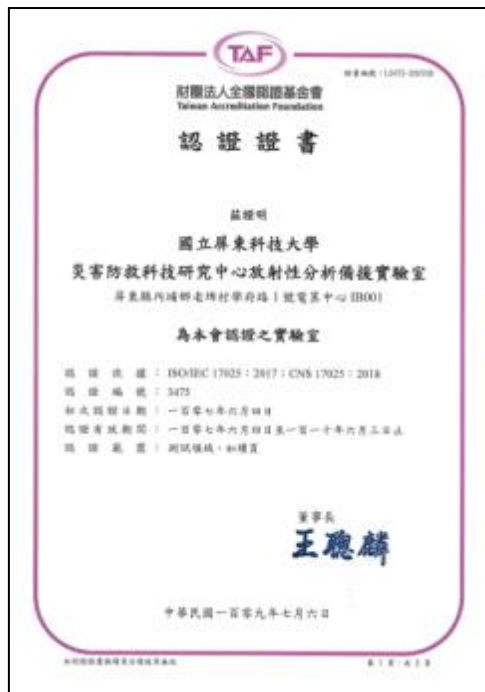 TAF
財團法人全國認證基金會
Taiwan Accreditation Foundation
認證證書
茲證明
國立屏東科技大學
災害防救科技研究中心放射性分析備援實驗室
屏東縣內埔鄉老埤村學府路 1 號電算中心 IB001
為本會認證之實驗室
認證依據：ISO/IEC 17025：2017；CNS 17025：2018
認證編號：3475
初次認證日期：一百零七年六月四日
認證有效期間：一百零七年六月四日至一百一十年六月三日止
認證範圍：測試領域，如續頁
董事長
王聰麟
中華民國一百零九年七月六日
第 1 頁，共 3 頁